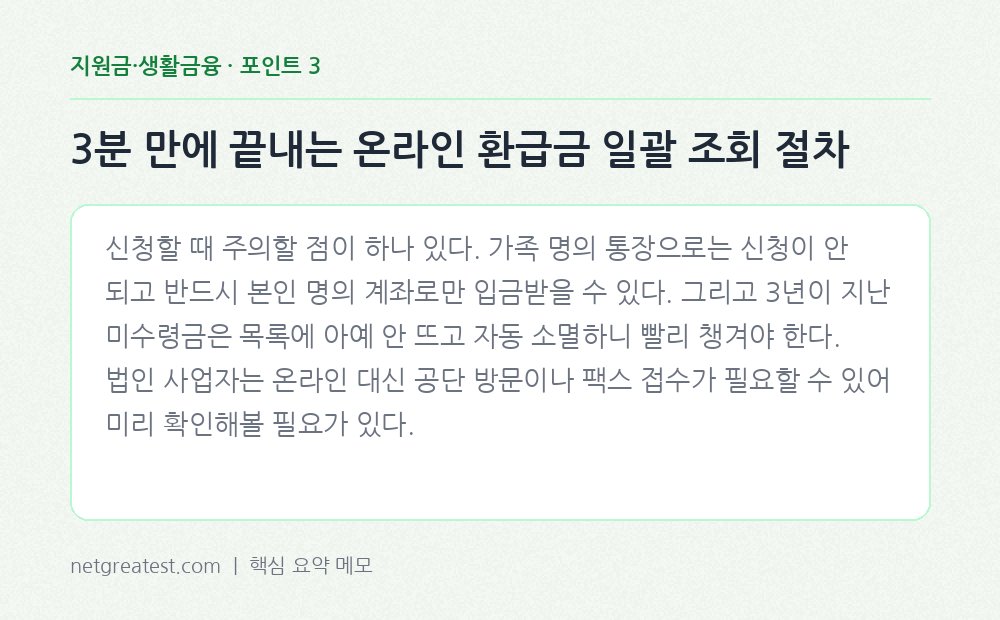 지원금·생활금융 · 포인트 3
3분 만에 끝내는 온라인 환급금 일괄 조회 절차
신청할 때 주의할 점이 하나 있다. 가족 명의 통장으로는 신청이 안
되고 반드시 본인 명의 계좌로만 입금받을 수 있다. 그리고 3년이 지난
미수령금은 목록에 아예 안 뜨고 자동 소멸하니 빨리 챙겨야 한다.
법인 사업자는 온라인 대신 공단 방문이나 팩스 접수가 필요할 수 있어
미리 확인해볼 필요가 있다.
netgreatest.com | 핵심 요약 메모